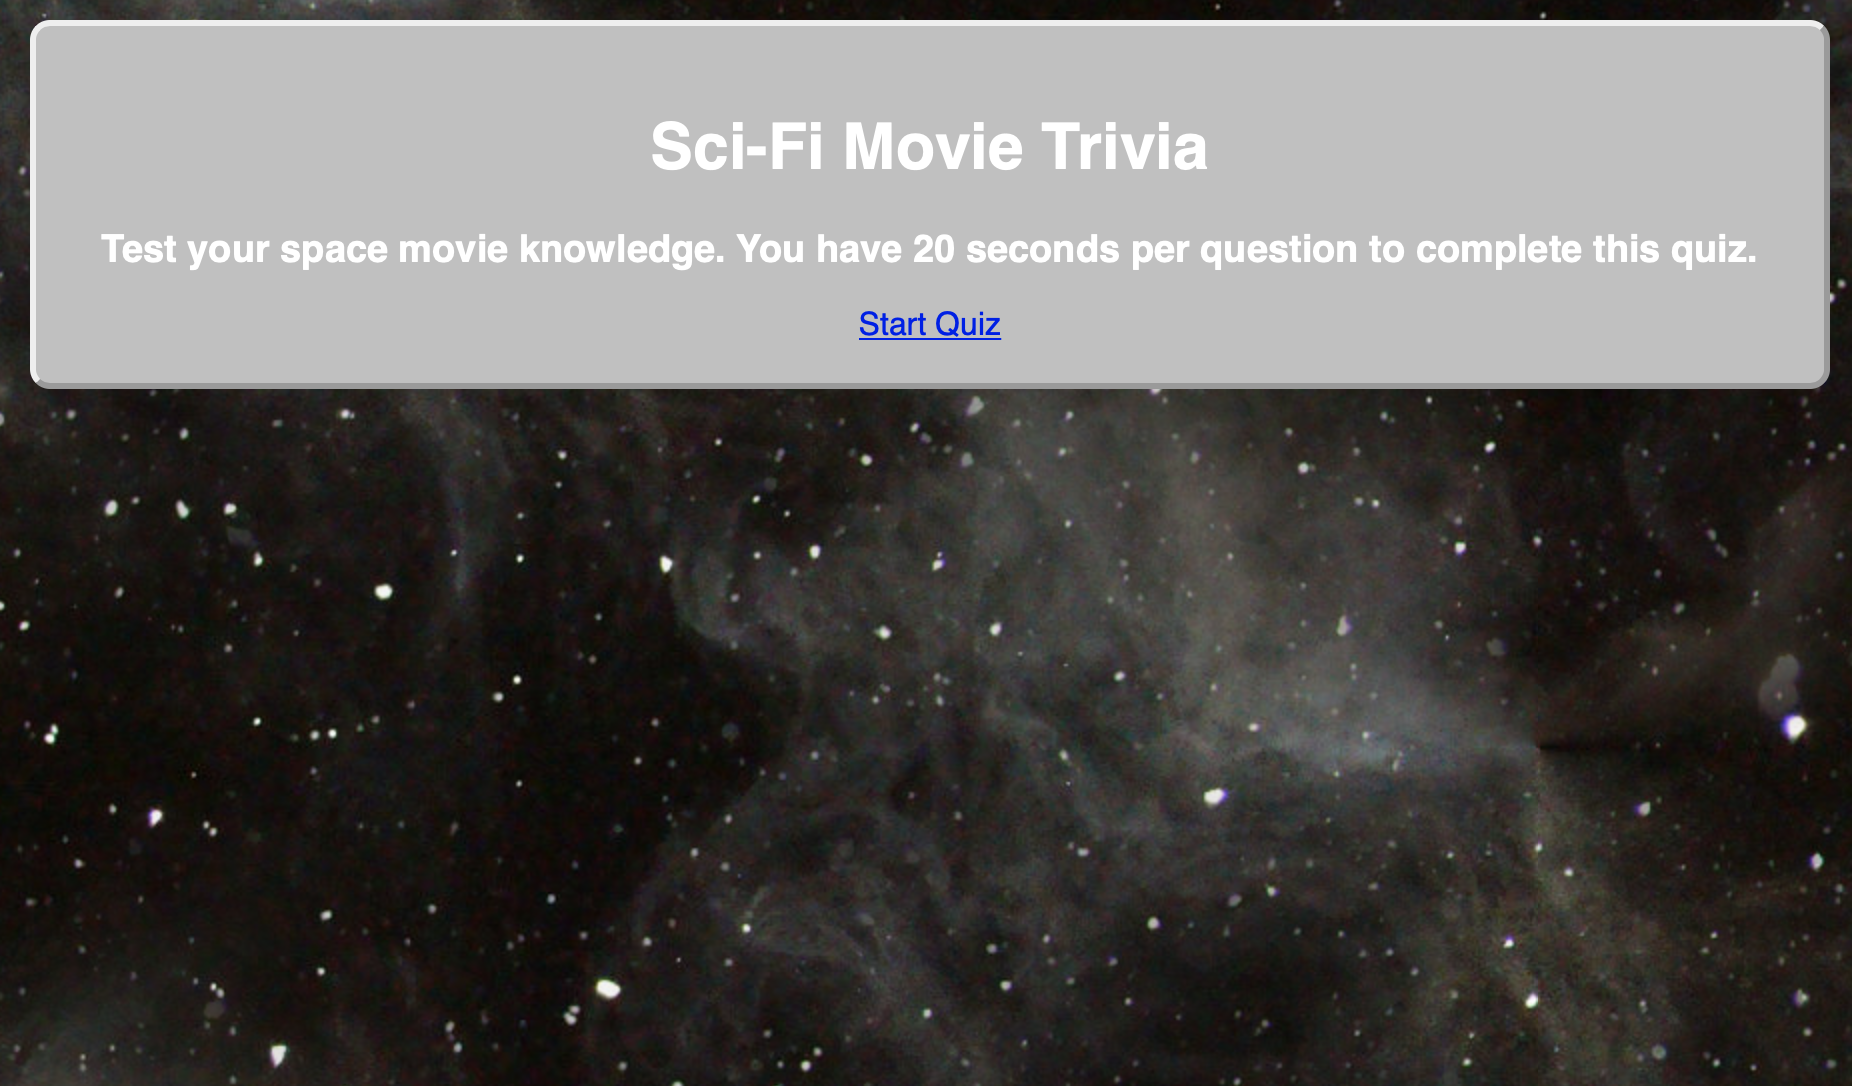 Sci-Fi Movie Trivia
Test your space movie knowledge. You have 20 seconds per question to complete this quiz.
Start Quiz